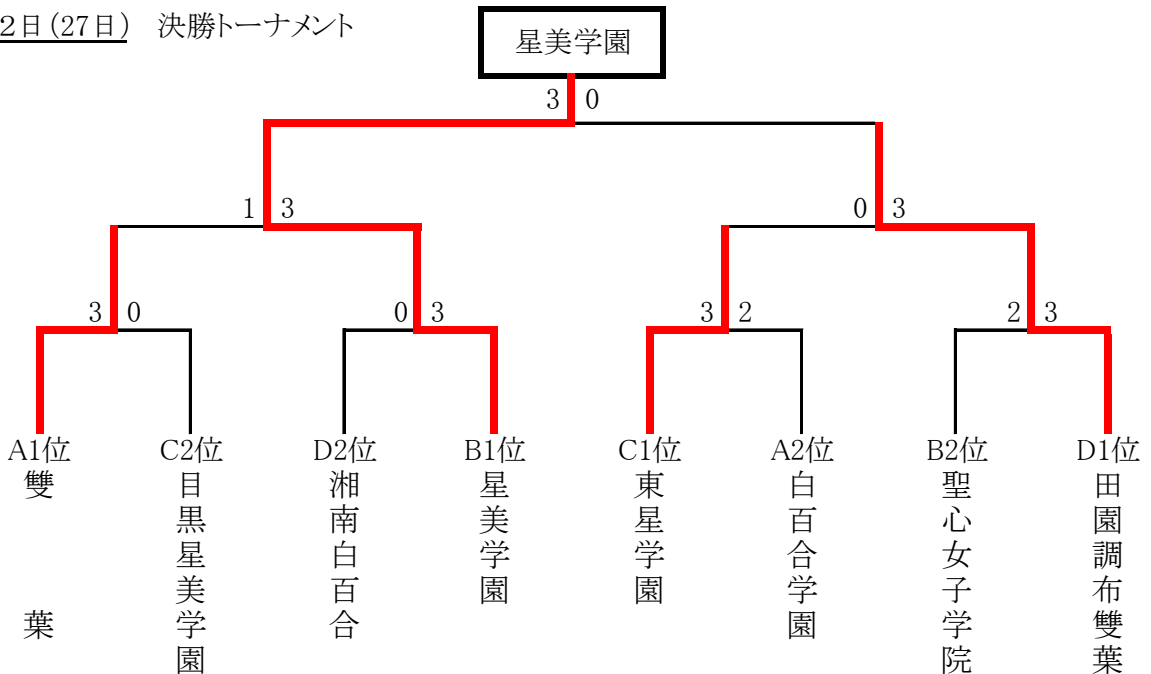 2日(27日) 決勝トーナメント
星美学園
3 0
1 3
0 3
3 0
0 3
3 2
2 3
A1位
C2位
D2位
B1位
C1位
A2位
B2位
D1位
雙葉
目黒星美学園
湘南白百合
星美学園
東星学園
白百合学園
聖心女子学院
田園調布雙葉